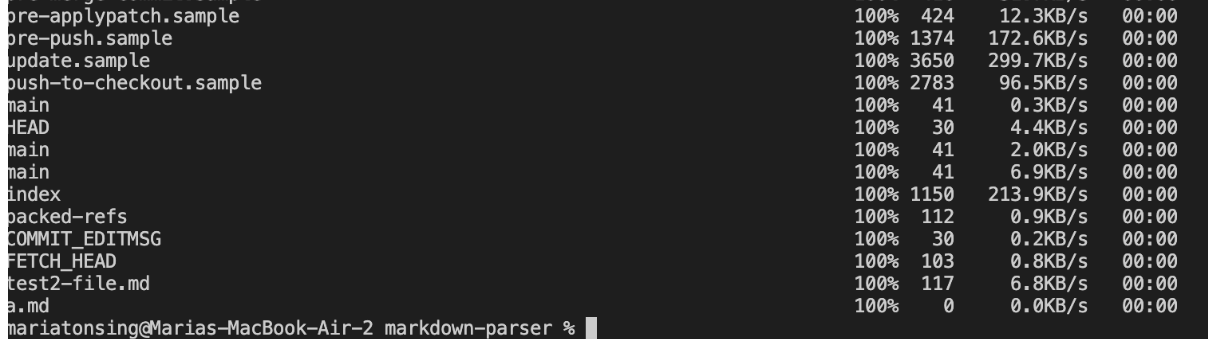 pre-applypatch.sample 100% 424 12.3KB/s 00:00
pre-push.sample 100% 1374 172.6KB/s 00:00
update.sample 100% 3650 299.7KB/s 00:00
push-to-checkout.sample 100% 2783 96.5KB/s 00:00
main 100% 41 0.3KB/s 00:00
HEAD 100% 30 4.4KB/s 00:00
main 100% 41 2.0KB/s 00:00
main 100% 41 6.9KB/s 00:00
index 100% 1150 213.9KB/s 00:00
packed-refs 100% 112 0.9KB/s 00:00
COMMIT_EDITMSG 100% 30 0.2KB/s 00:00
FETCH_HEAD 100% 103 0.8KB/s 00:00
test2-file.md 100% 117 6.8KB/s 00:00
a.md 100% 0 0.0KB/s 00:00
mariatonsing@Marias-MacBook-Air-2 markdown-parser %